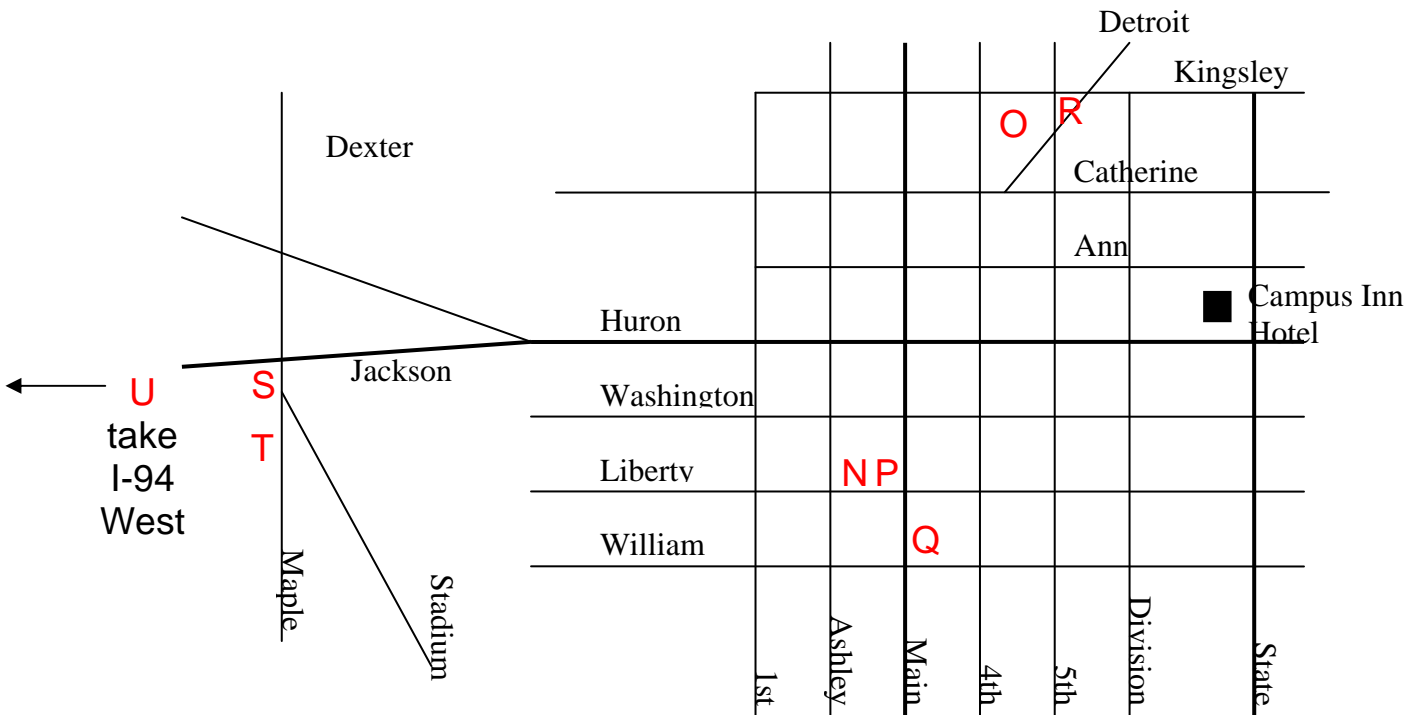 Detroit
Kingsley
O
R
Dexter
Catherine
Ann
Campus Inn
Hotel
Huron
Jackson
U
take
I-94
West
S
T
Washington
N P
Liberty
Q
William
Maple
Stadium
1st
Ashley
Main
4th
5th
Division
State